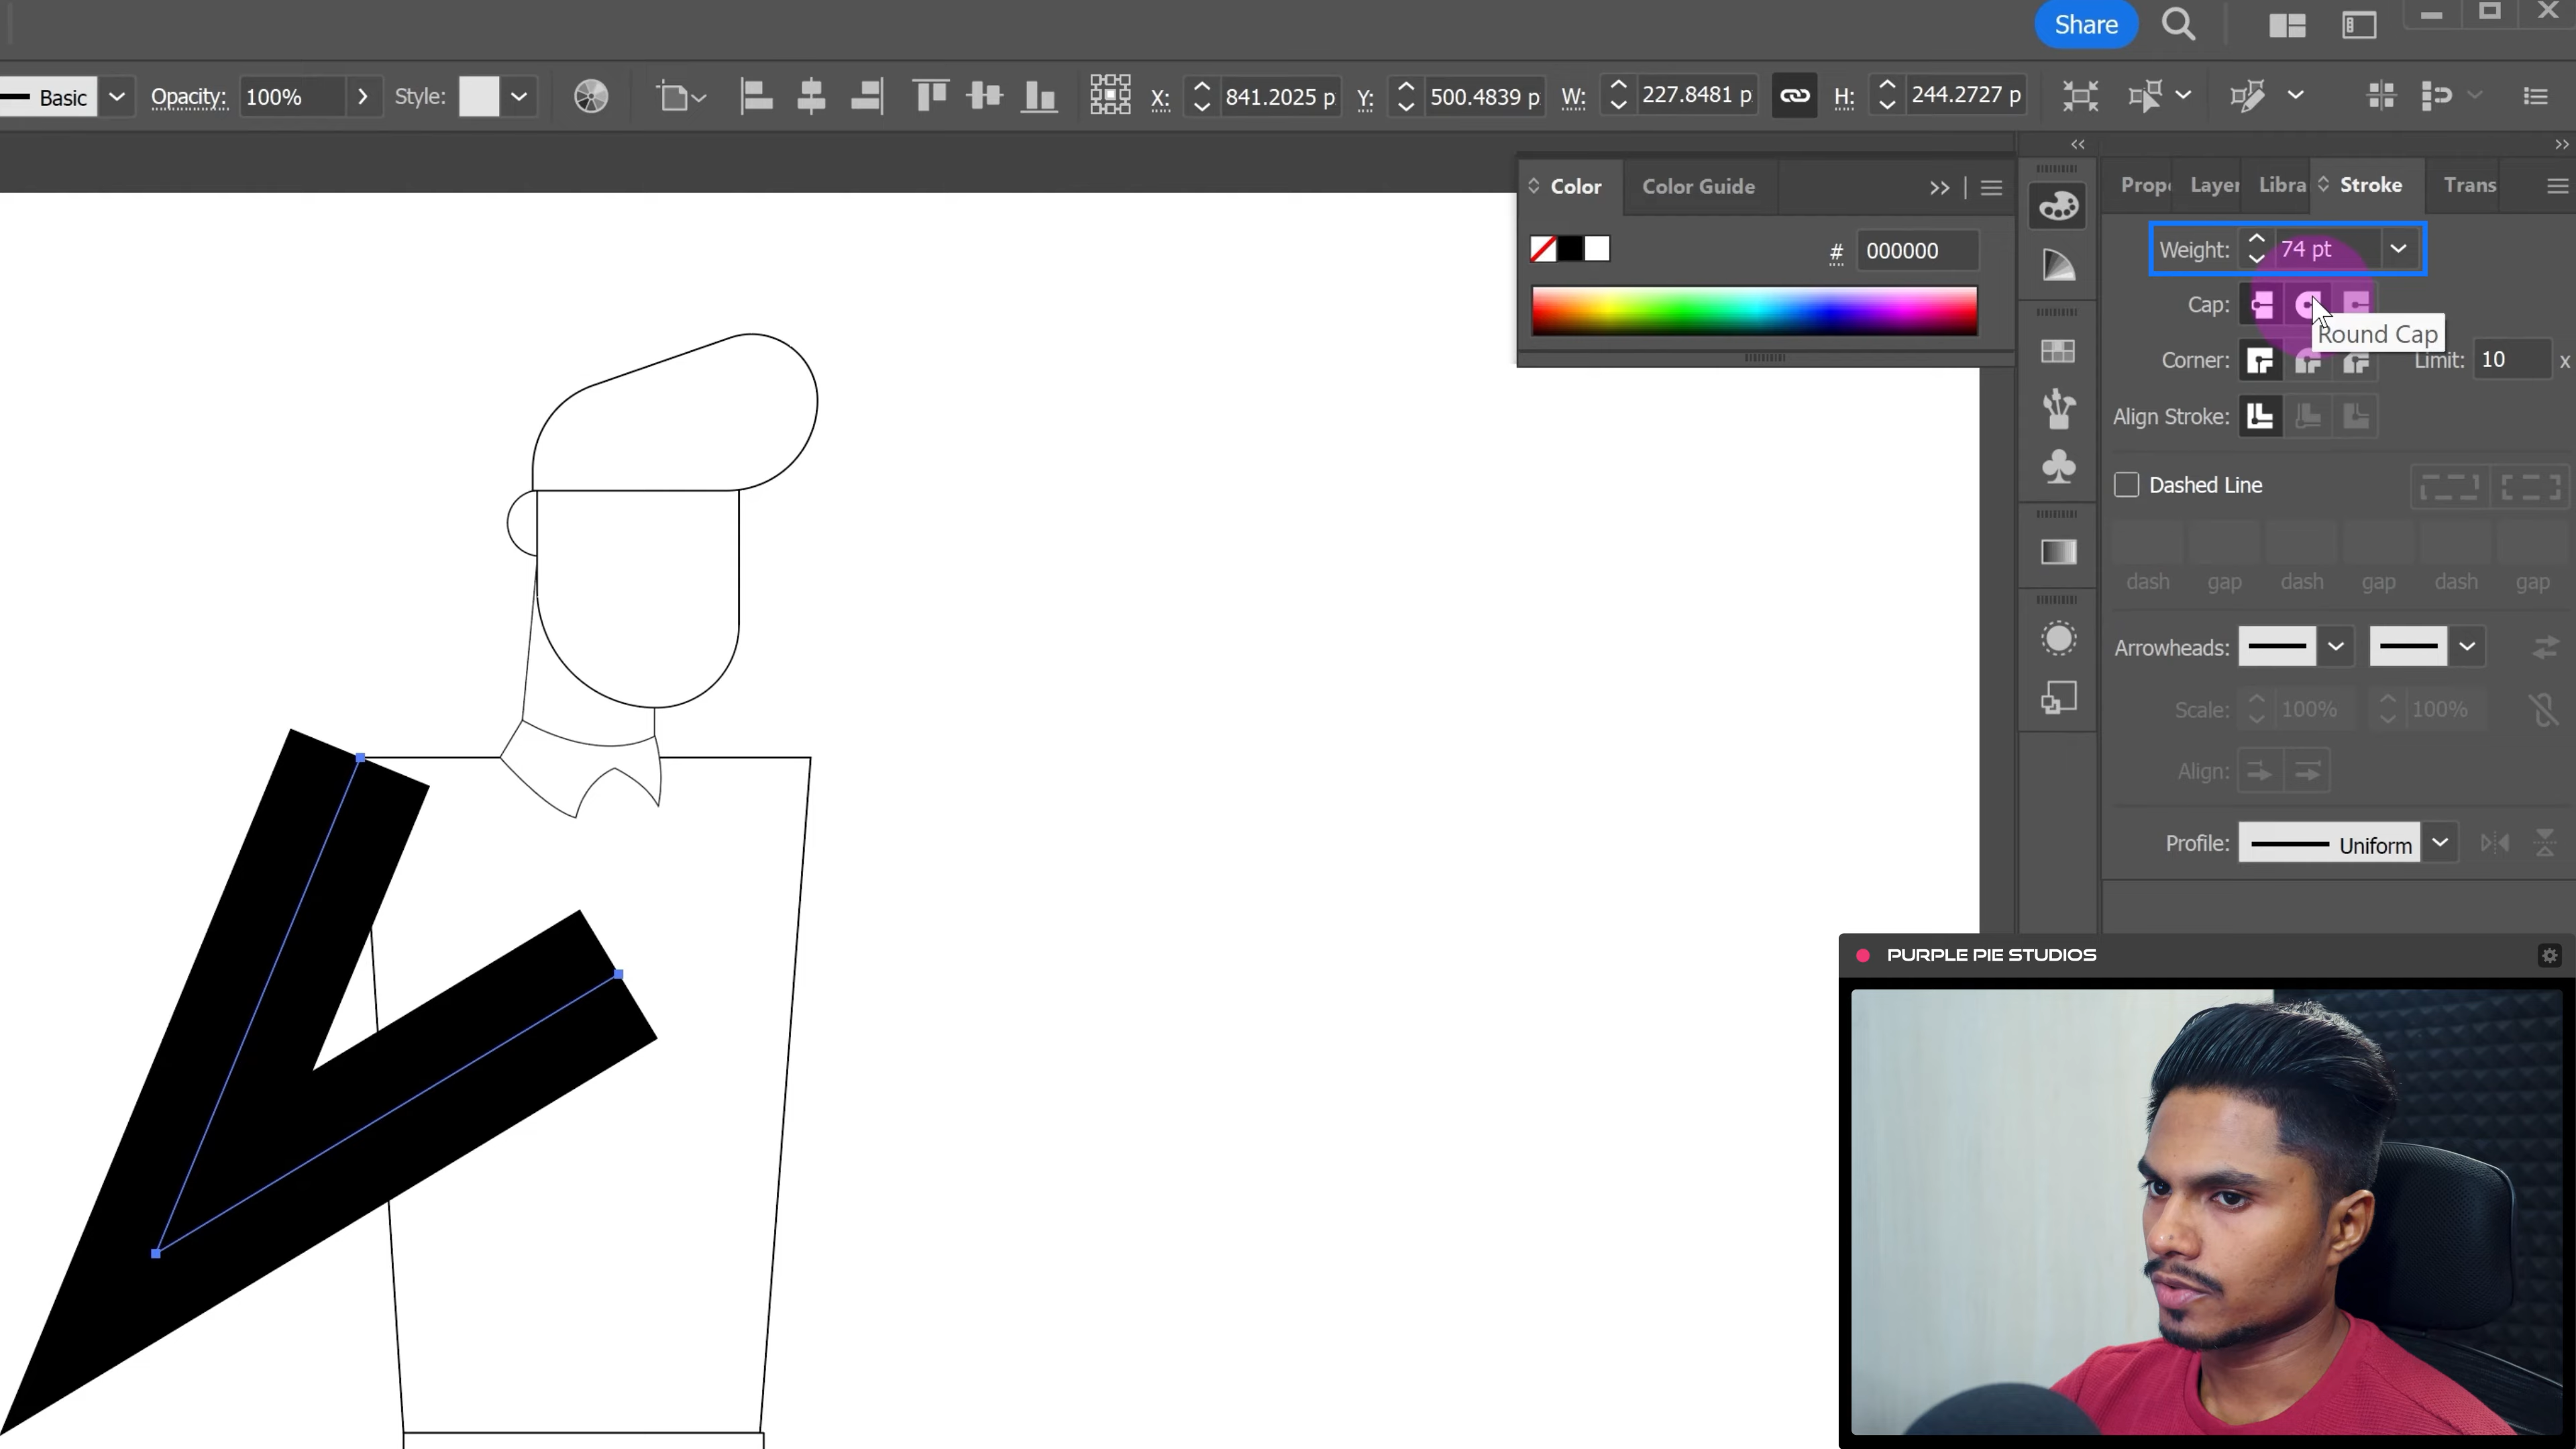 Share
Basic Opacity: 100% Style: X: 841.2025 p Y: 500.4839 p W: 227.8481 p H: 244.2727 p
Color Color Guide
Prope Layer Libra Stroke Trans
Weight: 74 pt
# 000000
Cap:
Round Cap
Corner: Limit: 10 x
Align Stroke:
Dashed Line
dash gap dash gap dash gap
Arrowheads:
Scale: 100% 100%
Align:
Profile: Uniform
PURPLE PIE STUDIOS